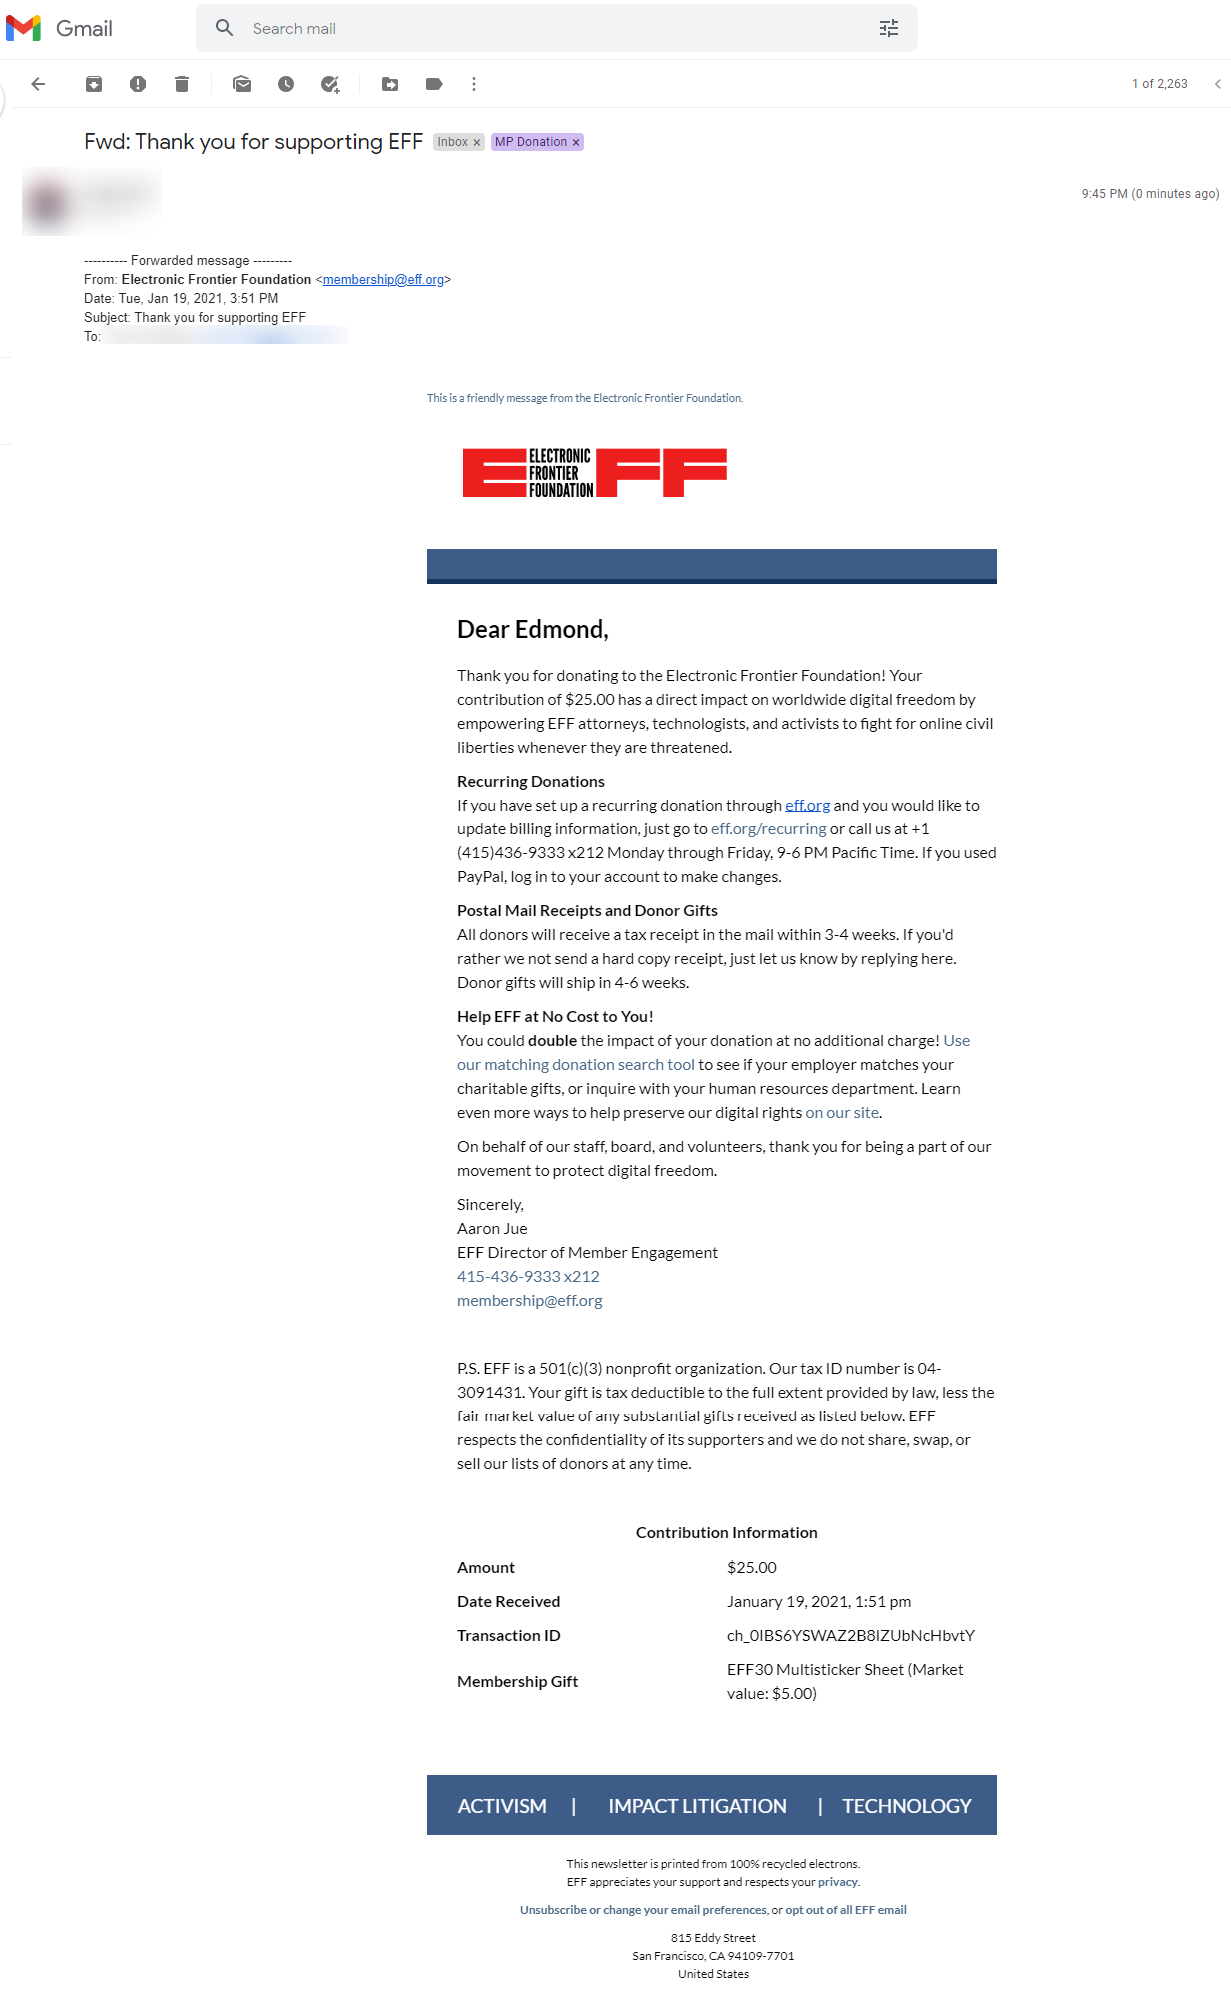 Gmail
Search mail
1 of 2,263
Fwd: Thank you for supporting EFF Inbox × MP Donation ×
9:45 PM (0 minutes ago)
---------- Forwarded message ---------
From: Electronic Frontier Foundation <membership@eff.org>
Date: Tue, Jan 19, 2021, 3:51 PM
Subject: Thank you for supporting EFF
To:
This is a friendly message from the Electronic Frontier Foundation.
EFF
ELECTRONIC
FRONTIER
FOUNDATION
Dear Edmond,
Thank you for donating to the Electronic Frontier Foundation! Your
contribution of $25.00 has a direct impact on worldwide digital freedom by
empowering EFF attorneys, technologists, and activists to fight for online civil
liberties whenever they are threatened.
Recurring Donations
If you have set up a recurring donation through eff.org and you would like to
update billing information, just go to eff.org/recurring or call us at +1
(415)436-9333 x212 Monday through Friday, 9-6 PM Pacific Time. If you used
PayPal, log in to your account to make changes.
Postal Mail Receipts and Donor Gifts
All donors will receive a tax receipt in the mail within 3-4 weeks. If you'd
rather we not send a hard copy receipt, just let us know by replying here.
Donor gifts will ship in 4-6 weeks.
Help EFF at No Cost to You!
You could double the impact of your donation at no additional charge! Use
our matching donation search tool to see if your employer matches your
charitable gifts, or inquire with your human resources department. Learn
even more ways to help preserve our digital rights on our site.
On behalf of our staff, board, and volunteers, thank you for being a part of our
movement to protect digital freedom.
Sincerely,
Aaron Jue
EFF Director of Member Engagement
415-436-9333 x212
membership@eff.org
P.S. EFF is a 501(c)(3) nonprofit organization. Our tax ID number is 04-
3091431. Your gift is tax deductible to the full extent provided by law, less the
fair market value of any substantial gifts received as listed below. EFF
respects the confidentiality of its supporters and we do not share, swap, or
sell our lists of donors at any time.
Contribution Information
Amount $25.00
Date Received January 19, 2021, 1:51 pm
Transaction ID ch_0IBS6YSWAZ2B8IZUbNcHbvtY
Membership Gift EFF30 Multisticker Sheet (Market
value: $5.00)
ACTIVISM | IMPACT LITIGATION | TECHNOLOGY
This newsletter is printed from 100% recycled electrons.
EFF appreciates your support and respects your privacy.
Unsubscribe or change your email preferences, or opt out of all EFF email
815 Eddy Street
San Francisco, CA 94109-7701
United States